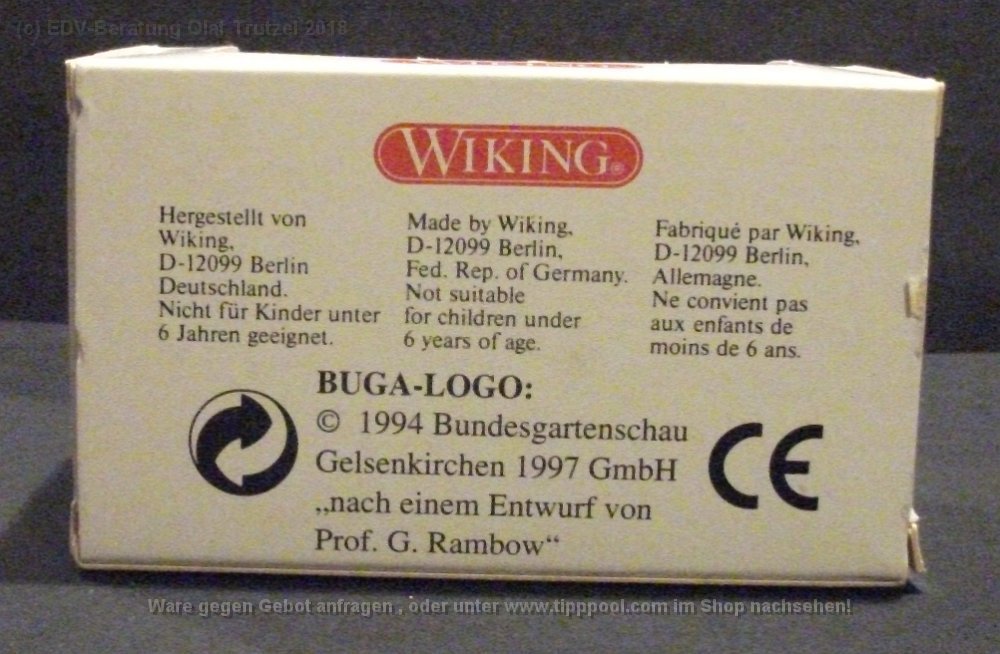 (c) EDV-Beratung Olaf Trutzel 2018
WIKING®
Hergestellt von
Wiking,
D-12099 Berlin
Deutschland.
Nicht für Kinder unter
6 Jahren geeignet.
Made by Wiking,
D-12099 Berlin,
Fed. Rep. of Germany.
Not suitable
for children under
6 years of age.
Fabriqué par Wiking,
D-12099 Berlin,
Allemagne.
Ne convient pas
aux enfants de
moins de 6 ans.
BUGA-LOGO:
© 1994 Bundesgartenschau
Gelsenkirchen 1997 GmbH
„nach einem Entwurf von
Prof. G. Rambow“
CE
Ware gegen Gebot anfragen , oder unter www.tipppool.com im Shop nachsehen!